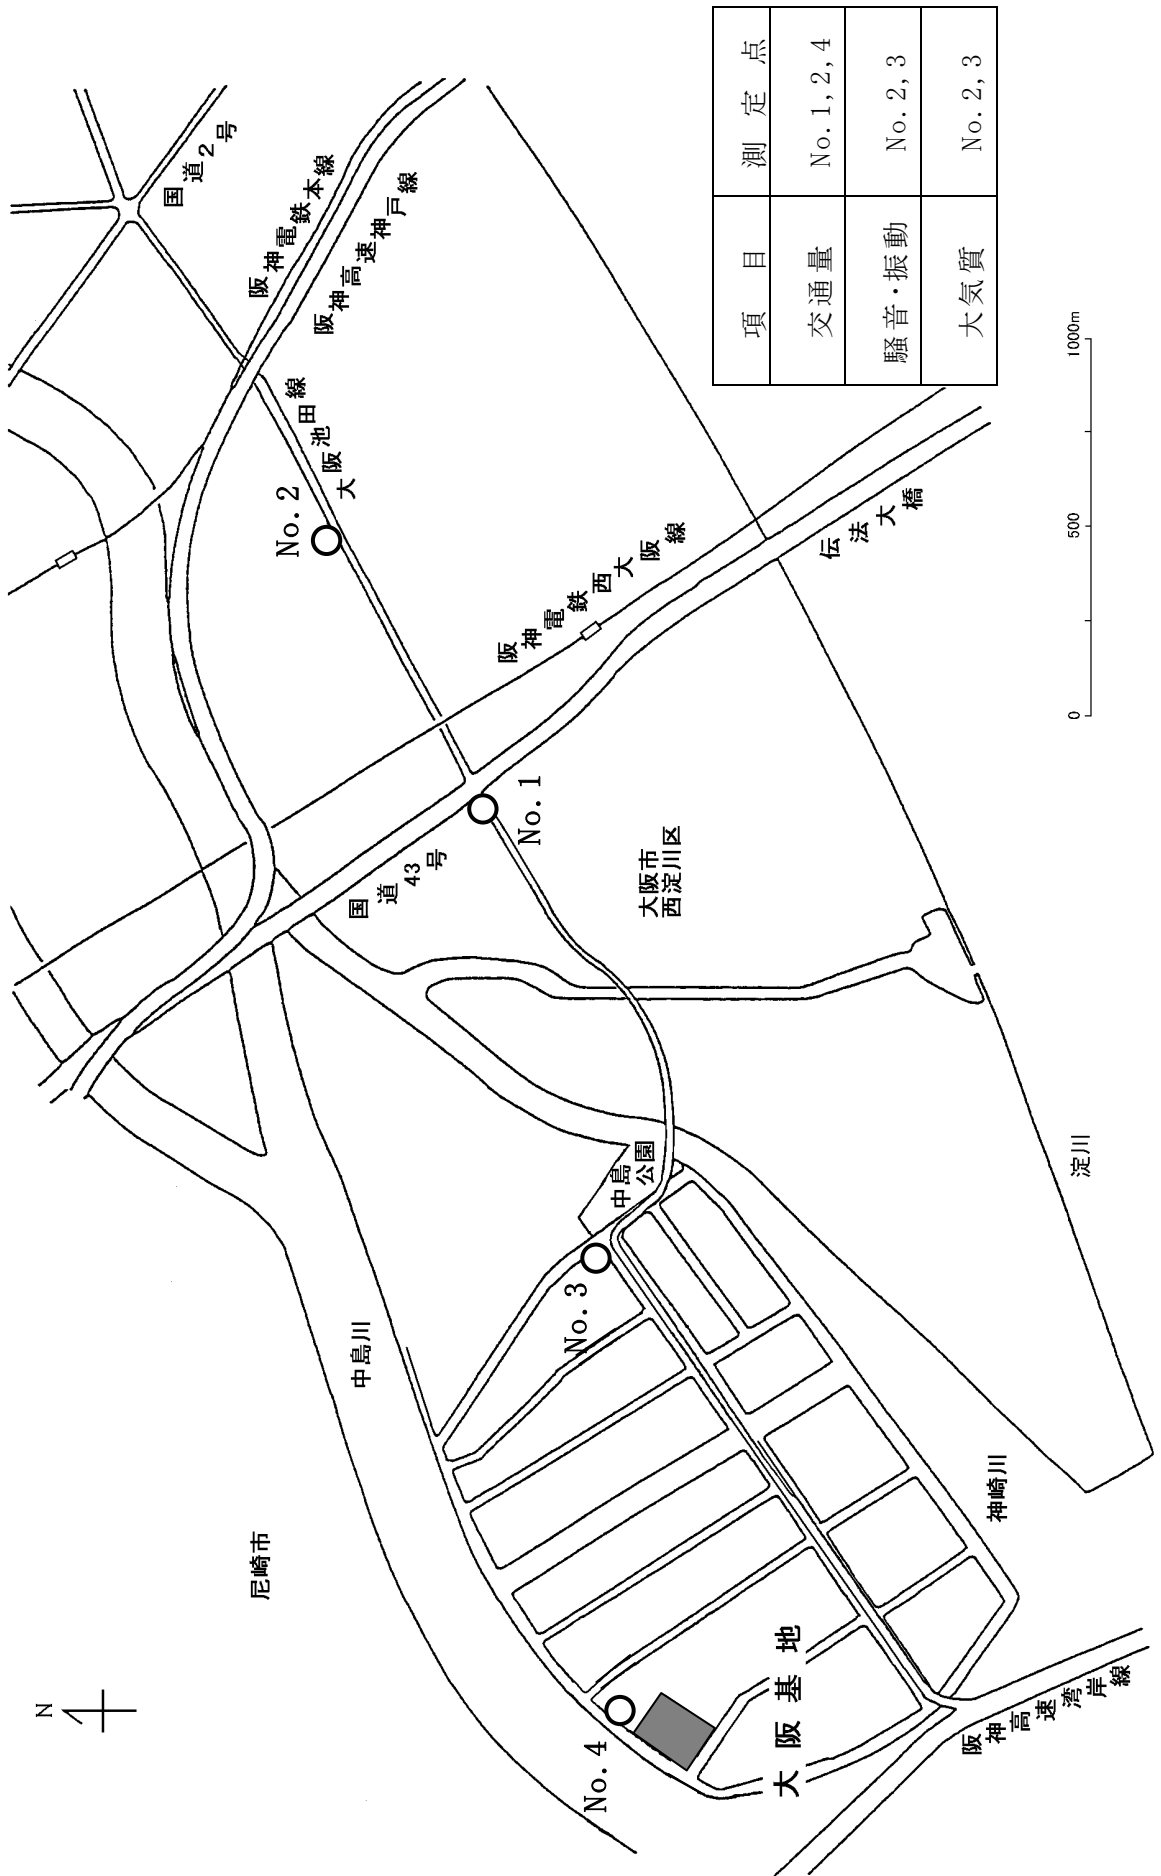 N
国道2号
阪神電鉄本線
阪神高速神戸線
大阪池田線
No. 2
阪神電鉄西大阪線
伝法大橋
No. 1
国道43号
大阪市
西淀川区
中島
公園
No. 3
中島川
尼崎市
淀川
神崎川
No. 4
大阪基地
阪神高速湾岸線
項 目 測 定 点
交通量 No.1,2,4
騒音・振動 No.2,3
大気質 No.2,3
0 500 1000m